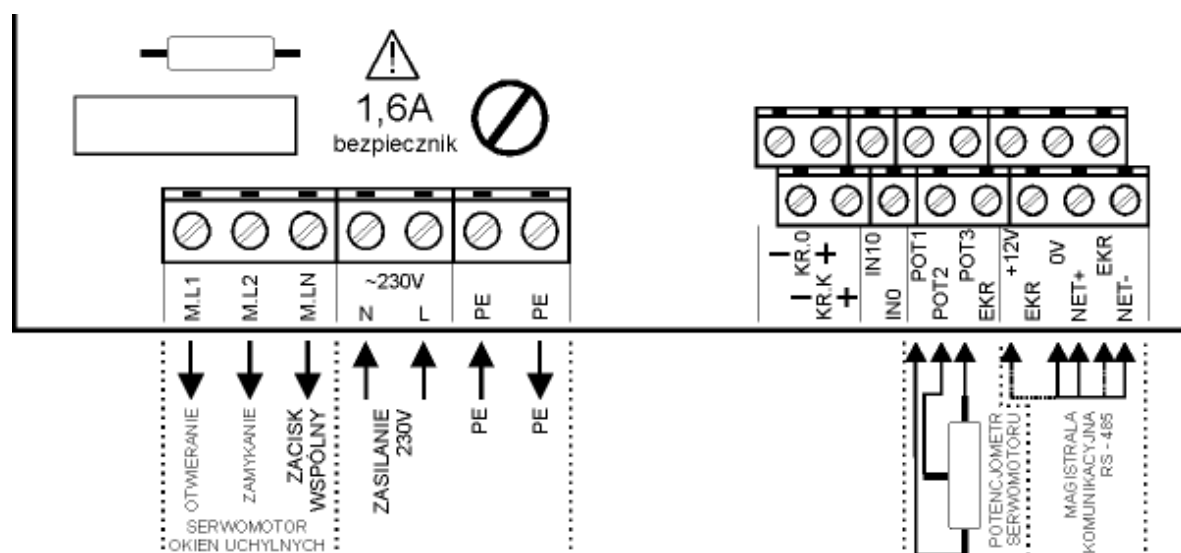 1,6A
bezpiecznik
M.L1
M.L2
M.LN
~230V
N
L
PE
PE
– KR.0 +
– KR.K +
IN10
IN0
POT1
POT2
POT3
EKR
+12V
EKR
0V
NET+
EKR
NET-
OTWIERANIE
ZAMYKANIE
ZACISK
WSPÓLNY
ZASILANIE
230V
PE
PE
SERWOMOTOR
OKIEN UCHYLNYCH
POTENCJOMETR
SERWOMOTORU
MAGISTRALA
KOMUNIKACYJNA
RS - 485